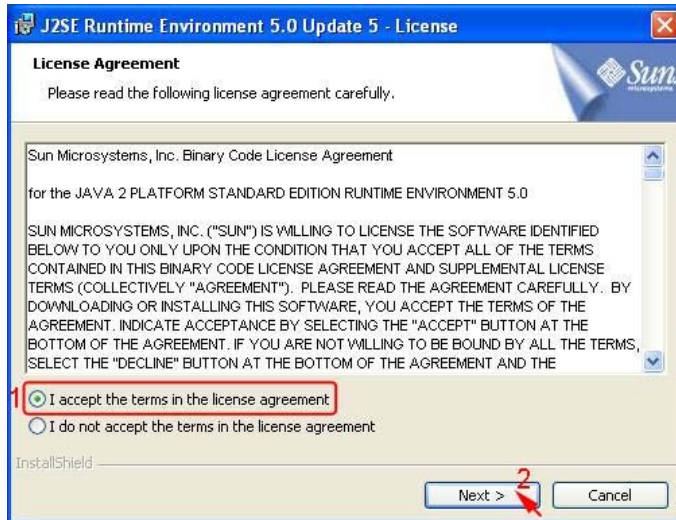 J2SE Runtime Environment 5.0 Update 5 - License
License Agreement
Please read the following license agreement carefully.
Sun
microsystems
Sun Microsystems, Inc. Binary Code License Agreement
for the JAVA 2 PLATFORM STANDARD EDITION RUNTIME ENVIRONMENT 5.0
SUN MICROSYSTEMS, INC. ("SUN") IS WILLING TO LICENSE THE SOFTWARE IDENTIFIED
BELOW TO YOU ONLY UPON THE CONDITION THAT YOU ACCEPT ALL OF THE TERMS
CONTAINED IN THIS BINARY CODE LICENSE AGREEMENT AND SUPPLEMENTAL LICENSE
TERMS (COLLECTIVELY "AGREEMENT"). PLEASE READ THE AGREEMENT CAREFULLY. BY
DOWNLOADING OR INSTALLING THIS SOFTWARE, YOU ACCEPT THE TERMS OF THE
AGREEMENT. INDICATE ACCEPTANCE BY SELECTING THE "ACCEPT" BUTTON AT THE
BOTTOM OF THE AGREEMENT. IF YOU ARE NOT WILLING TO BE BOUND BY ALL THE TERMS,
SELECT THE "DECLINE" BUTTON AT THE BOTTOM OF THE AGREEMENT AND THE
1 I accept the terms in the license agreement
I do not accept the terms in the license agreement
InstallShield
2
Next > Cancel